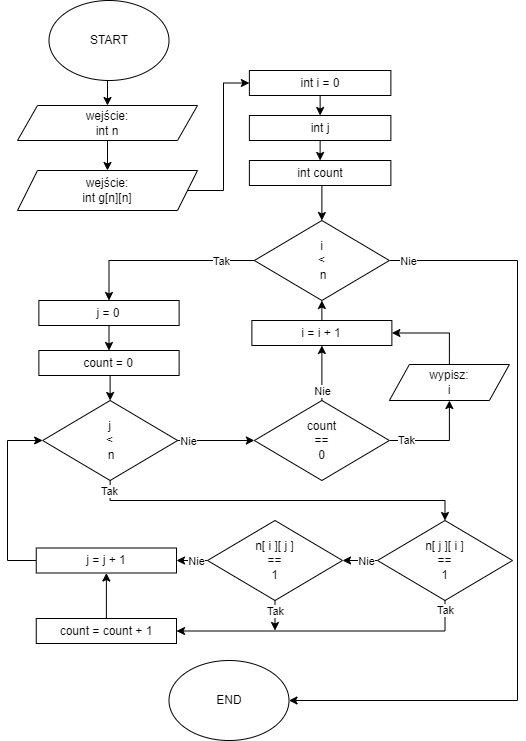 START
wejście:
int n
wejście:
int g[n][n]
int i = 0
int j
int count
i
<
n
Tak
Nie
j = 0
count = 0
i = i + 1
wypisz:
i
Nie
j
<
n
Nie
count
==
0
Tak
Tak
n[ j ][ i ]
==
1
Nie
n[ i ][ j ]
==
1
Nie
j = j + 1
Tak
Tak
count = count + 1
END